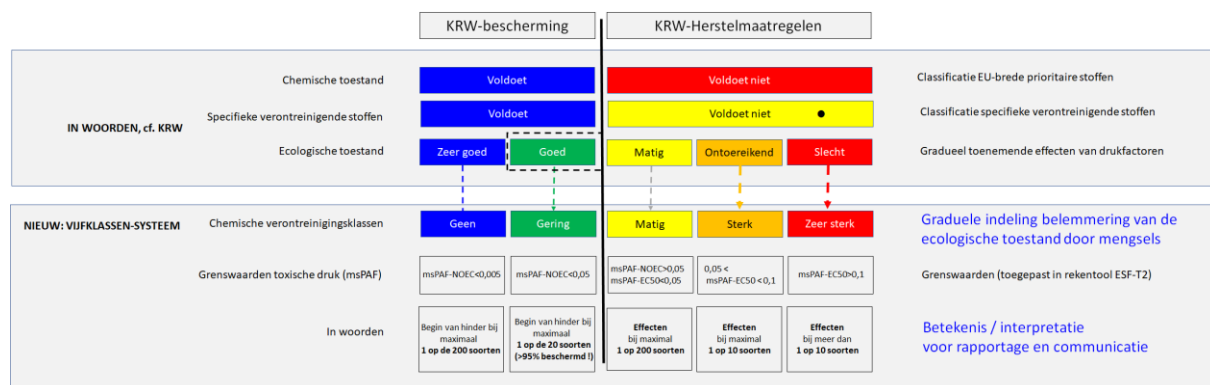 KRW-bescherming KRW-Herstelmaatregelen
Chemische toestand Voldoet Voldoet niet Classificatie EU-brede prioritaire stoffen
Specifieke verontreinigende stoffen Voldoet Voldoet niet Classificatie specifieke verontreinigende stoffen
IN WOORDEN, cf. KRW
Ecologische toestand Zeer goed Goed Matig Ontoereikend Slecht Gradueel toenemende effecten van drukfactoren
NIEUW: VIJFKLASSEN-SYSTEEM Chemische verontreinigingsklassen Geen Gering Matig Sterk Zeer sterk Graduele indeling belemmering van de
ecologische toestand door mengsels
Grenswaarden toxische druk (msPAF) msPAF-NOEC<0,005 msPAF-NOEC<0,05 msPAF-NOEC>0,05 0,05 < msPAF-EC50>0,1 Grenswaarden (toegepast in rekentool ESF-T2)
msPAF-EC50<0,05 msPAF-EC50 <0,1
In woorden
Begin van hinder bij
maximaal
1 op de 200 soorten
Begin van hinder bij
maximaal
1 op de 20 soorten
(>95% beschermd !)
Effecten
bij maximaal
1 op 200 soorten
Effecten
bij maximal
1 op 10 soorten
Effecten
bij meer dan
1 op 10 soorten
Betekenis / interpretatie
voor rapportage en communicatie